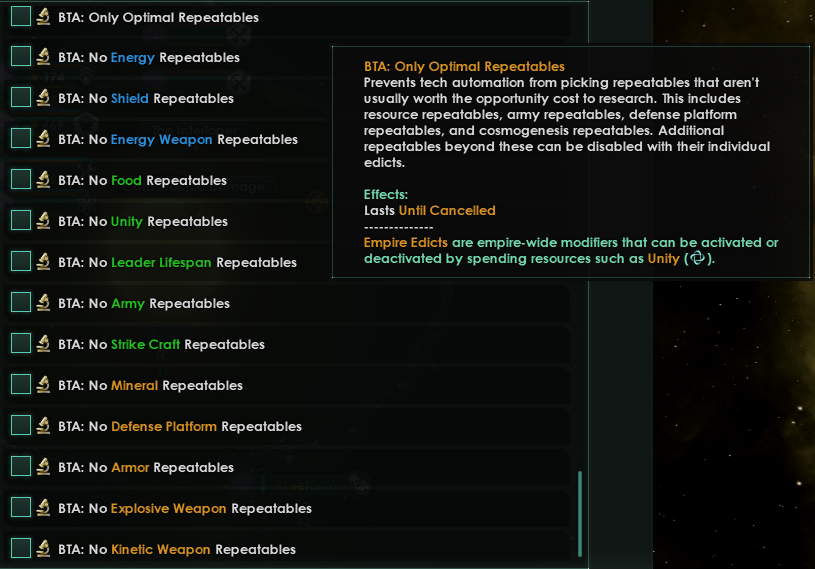 BTA: Only Optimal Repeatables
BTA: No Energy Repeatables
BTA: No Shield Repeatables
BTA: No Energy Weapon Repeatables
BTA: No Food Repeatables
BTA: No Unity Repeatables
BTA: No Leader Lifespan Repeatables
BTA: No Army Repeatables
BTA: No Strike Craft Repeatables
BTA: No Mineral Repeatables
BTA: No Defense Platform Repeatables
BTA: No Armor Repeatables
BTA: No Explosive Weapon Repeatables
BTA: No Kinetic Weapon Repeatables
BTA: Only Optimal Repeatables
Prevents tech automation from picking repeatables that aren't
usually worth the opportunity cost to research. This includes
resource repeatables, army repeatables, defense platform
repeatables, and cosmogenesis repeatables. Additional
repeatables beyond these can be disabled with their individual
edicts.
Effects:
Lasts Until Cancelled
--------------
Empire Edicts are empire-wide modifiers that can be activated or
deactivated by spending resources such as Unity ( ).